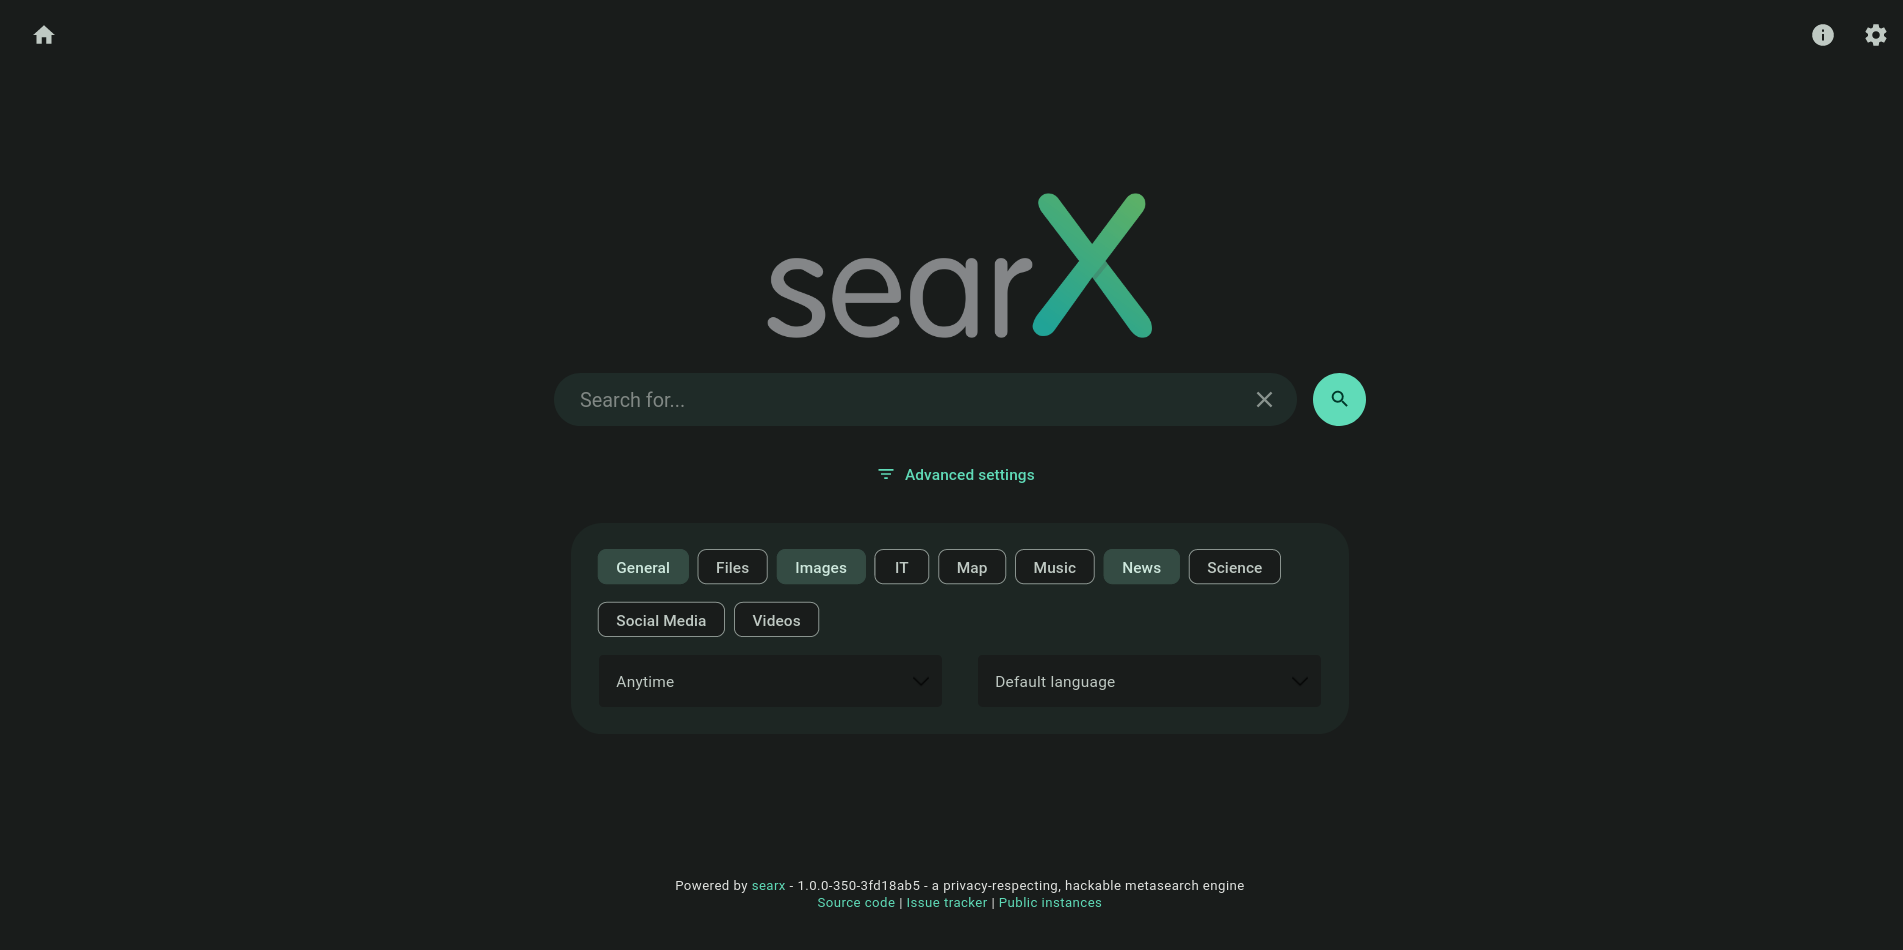 searX
Search for...
Advanced settings
General Files Images IT Map Music News Science
Social Media Videos
Anytime Default language
Powered by searx - 1.0.0-350-3fd18ab5 - a privacy-respecting, hackable metasearch engine
Source code | Issue tracker | Public instances